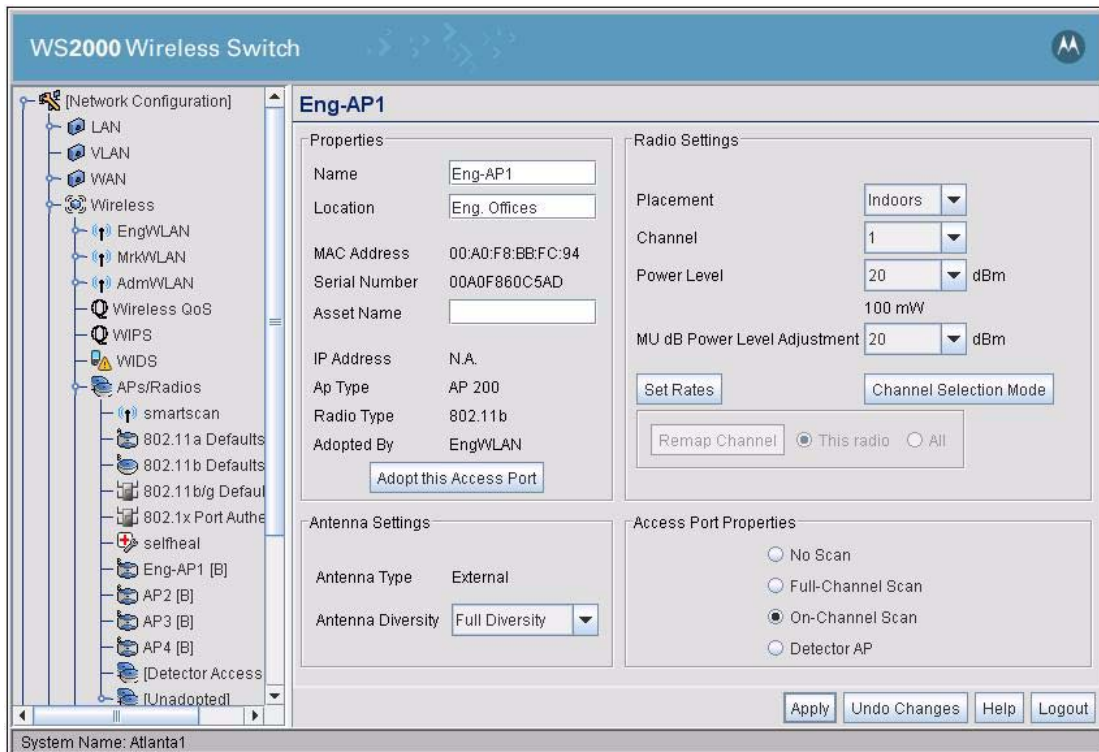 WS2000 Wireless Switch
[Network Configuration]
LAN
VLAN
WAN
Wireless
EngWLAN
MrkWLAN
AdmWLAN
Wireless QoS
WIPS
WIDS
APs/Radios
smartscan
802.11a Defaults
802.11b Defaults
802.11b/g Defaul
802.1x Port Authe
selfheal
Eng-AP1 [B]
AP2 [B]
AP3 [B]
AP4 [B]
[Detector Access
[Unadopted]
Eng-AP1
Properties
Name Eng-AP1
Location Eng. Offices
MAC Address 00:A0:F8:BB:FC:94
Serial Number 00A0F860C5AD
Asset Name
IP Address N.A.
Ap Type AP 200
Radio Type 802.11b
Adopted By EngWLAN
Adopt this Access Port
Radio Settings
Placement Indoors
Channel 1
Power Level 20 dBm
100 mW
MU dB Power Level Adjustment 20 dBm
Set Rates Channel Selection Mode
Remap Channel This radio All
Antenna Settings
Antenna Type External
Antenna Diversity Full Diversity
Access Port Properties
No Scan
Full-Channel Scan
On-Channel Scan
Detector AP
Apply Undo Changes Help Logout
System Name: Atlanta1